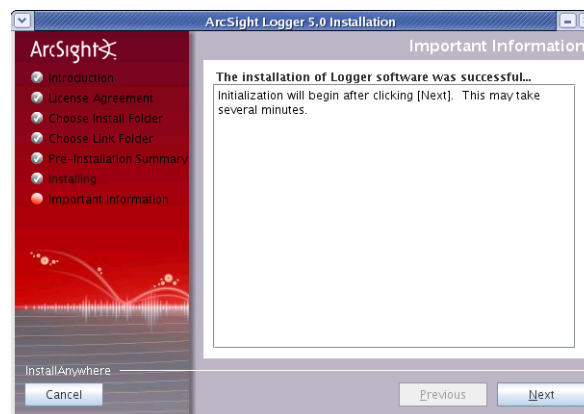 ArcSight Logger 5.0 Installation
ArcSight
Important Information
Introduction
License Agreement
Choose Install Folder
Choose Link Folder
Pre-Installation Summary
Installing
Important Information
The installation of Logger software was successful...
Initialization will begin after clicking [Next]. This may take
several minutes.
InstallAnywhere
Cancel
Previous
Next